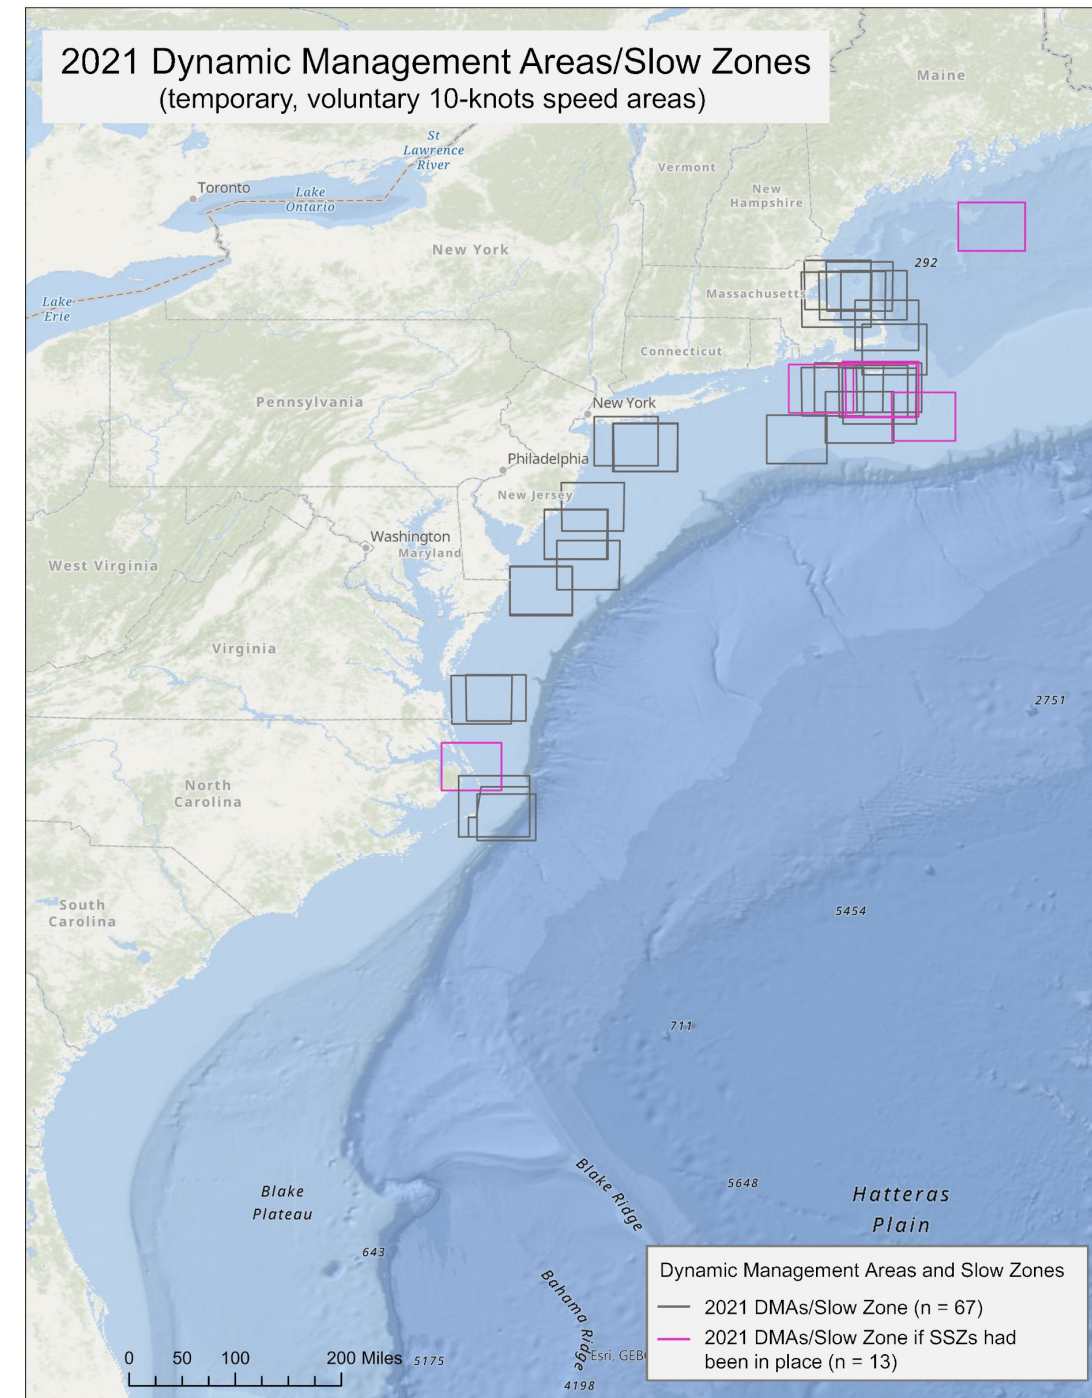 2021 Dynamic Management Areas/Slow Zones
(temporary, voluntary 10-knots speed areas)
Maine
St
Lawrence
River
Vermont
Toronto
Lake
Ontario
New
Hampshire
New York
292
Massachusetts
Lake
Erie
Connecticut
Pennsylvania
New York
Philadelphia
New Jersey
Washington
Maryland
West Virginia
Virginia
2751
North
Carolina
South
Carolina
5454
711
Blake Ridge
5648
Hatteras
Plain
Blake
Plateau
643
Bahama Ridge
Dynamic Management Areas and Slow Zones
2021 DMAs/Slow Zone (n = 67)
2021 DMAs/Slow Zone if SSZs had
been in place (n = 13)
0 50 100 200 Miles
5175
Esri, GEB
4198